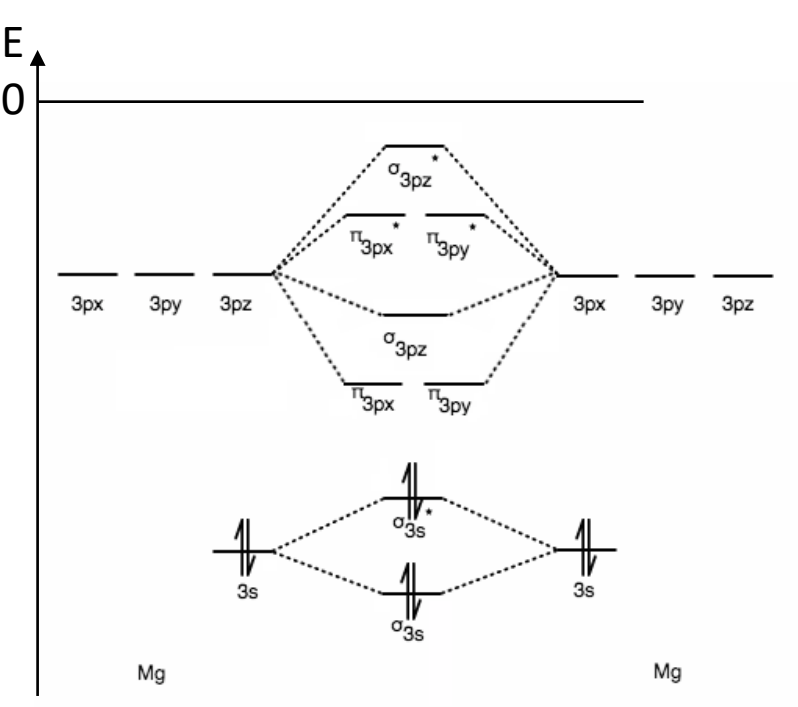 E
0
σ3pz*
π3px* π3py*
3px 3py 3pz 3px 3py 3pz
σ3pz
π3px π3py
σ3s*
3s 3s
σ3s
Mg Mg